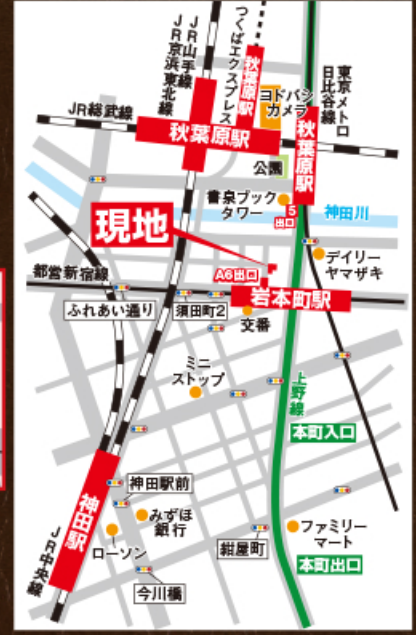 つくばエクスプレス
JR山手線
JR京浜東北線
秋葉原駅
ヨドバシ
カメラ
東京メトロ
日比谷線
JR総武線
秋葉原駅
秋葉原駅
公園
書泉ブック
タワー
5
出口
神田川
現地
デイリー
ヤマザキ
都営新宿線
A6出口
岩本町駅
ふれあい通り
須田町2
交番
ミニ
ストップ
上野線
本町入口
神田駅前
神田駅
みずほ
銀行
ローソン
紺屋町
ファミリー
マート
本町出口
JR中央線
今川橋